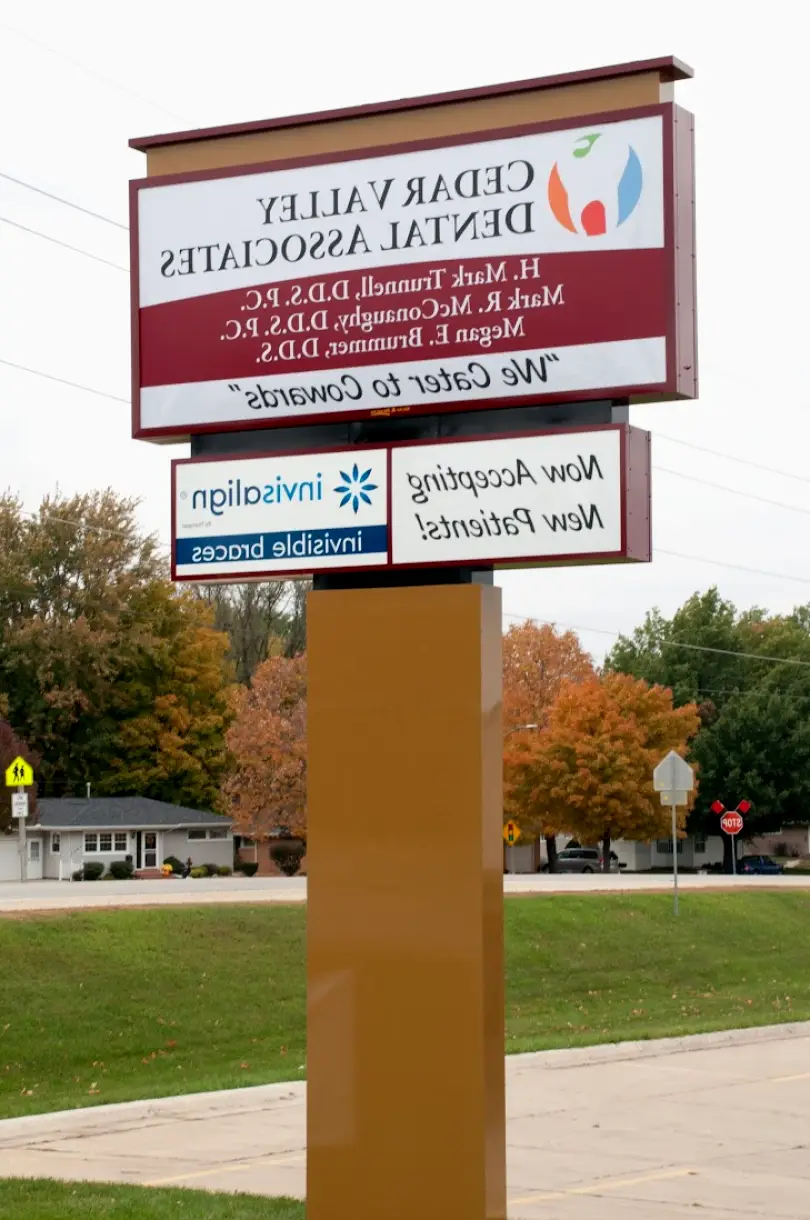 CEDAR VALLEY
DENTAL ASSOCIATES
H. Mark Trunnell, D.D.S. P.C.
Mark R. McConaughy, D.D.S. P.C.
Megan E. Brummer, D.D.S.
"We Cater to Cowards"
Now Accepting
New Patients!
invisalign®
invisible braces
STOP